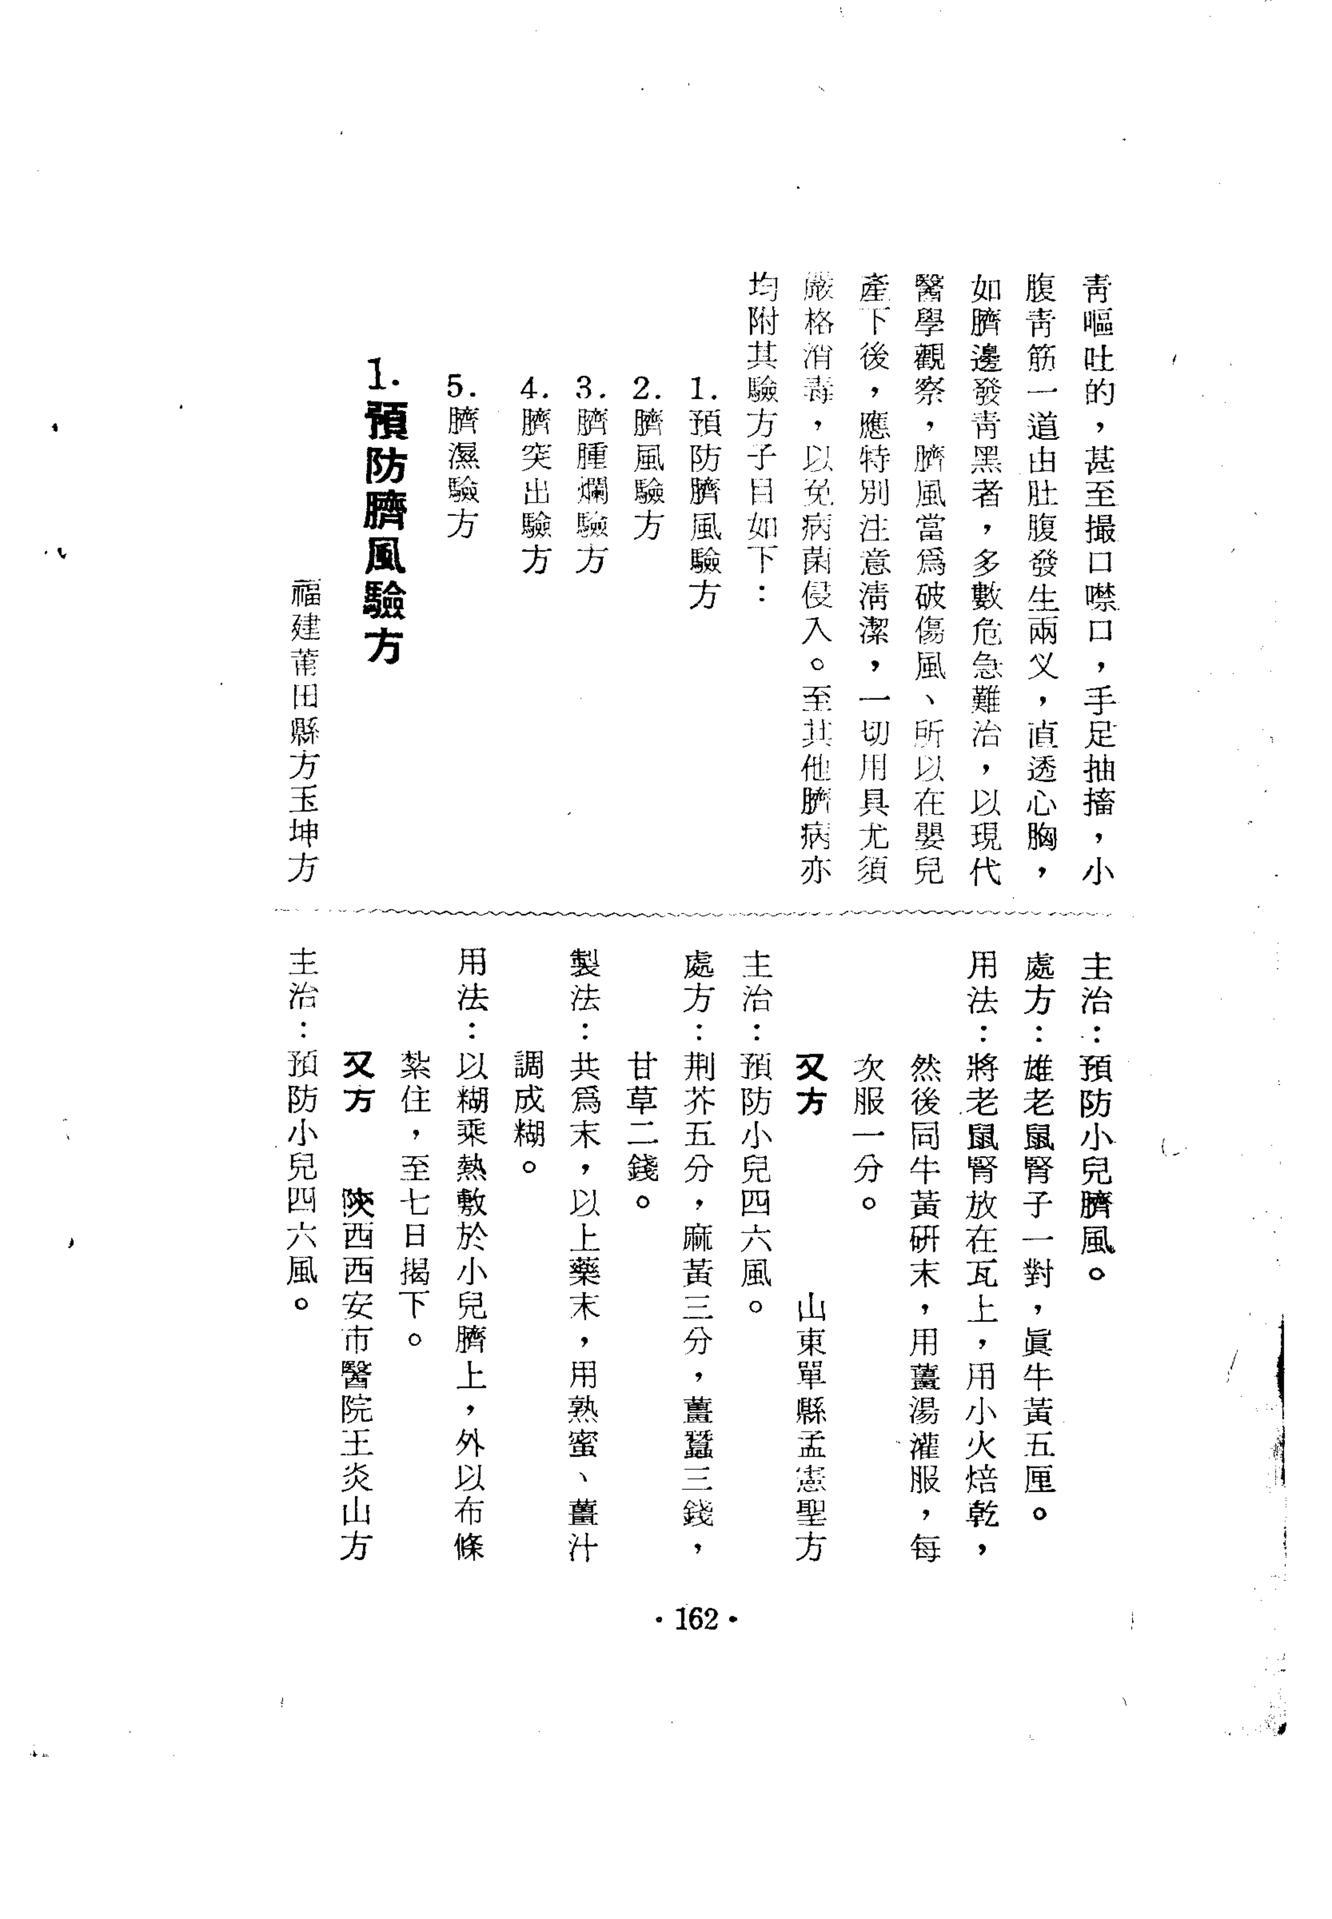 靑嘔吐的，甚至撮口噤口，手足抽搐，小
腹靑筋一道由肚腹發生兩义，直透心胸，
如臍邊發靑黑者，多數危急難治，以現代
醫學觀察，臍風當爲破傷風、所以在嬰兒
產下後，應特別注意淸潔，一切用具尤須
嚴格消毒，以免病菌侵入。至其他臍病亦
均附其驗方子目如下：
1.預防臍風驗方
2.臍風驗方
3.臍腫爛驗方
4.臍突出驗方
5.臍濕驗方
1.預防臍風驗方
福建莆田縣方玉坤方
主治：預防小兒臍風。
處方：雄老鼠腎子一對，眞牛黃五厘。
用法：將老鼠腎放在瓦上，用小火焙乾，
然後同牛黃硏末，用薑湯灌服，每
次服一分。
又方 山東單縣孟憲聖方
主治：預防小兒四六風。
處方：荆芥五分，麻黃三分，薑蠶三錢，
甘草二錢。
製法：共爲末，以上藥末，用熟蜜、薑汁
調成糊。
用法：以糊乘熱敷於小兒臍上，外以布條
紮住，至七日揭下。
又方 陝西西安市醫院王炎山方
主治：預防小兒四六風。
·162·